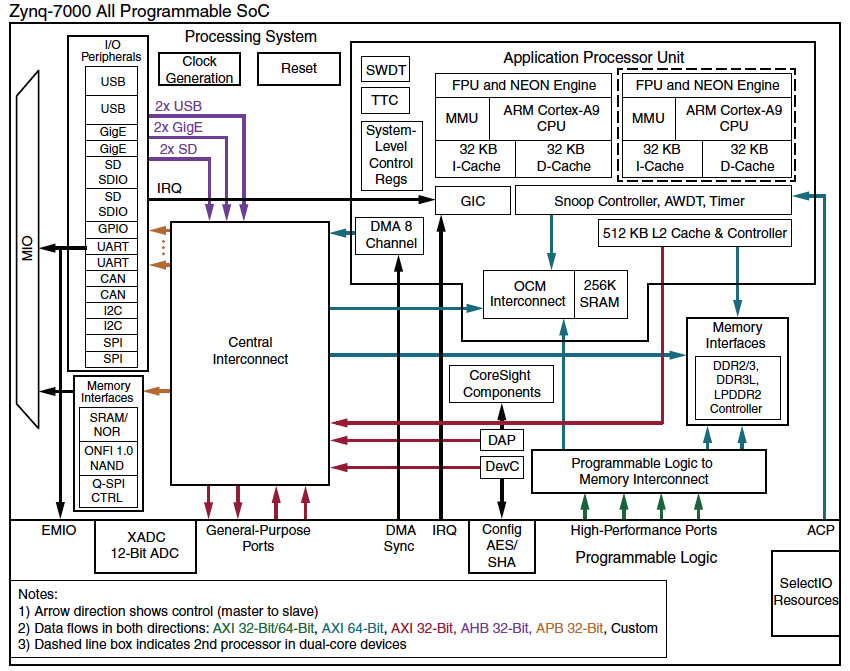 Zynq-7000 All Programmable SoC
Processing System
I/O
Peripherals
USB
USB
GigE
GigE
SD
SDIO
SD
SDIO
GPIO
UART
UART
CAN
CAN
I2C
I2C
SPI
SPI
MIO
Clock
Generation
Reset
2x USB
2x GigE
2x SD
IRQ
SWDT
TTC
System-
Level
Control
Regs
Application Processor Unit
FPU and NEON Engine
MMU
ARM Cortex-A9
CPU
32 KB
I-Cache
32 KB
D-Cache
FPU and NEON Engine
MMU
ARM Cortex-A9
CPU
32 KB
I-Cache
32 KB
D-Cache
GIC
Snoop Controller, AWDT, Timer
DMA 8
Channel
512 KB L2 Cache & Controller
OCM
Interconnect
256K
SRAM
Central
Interconnect
Memory
Interfaces
DDR2/3,
DDR3L,
LPDDR2
Controller
Memory
Interfaces
SRAM/
NOR
ONFI 1.0
NAND
Q-SPI
CTRL
CoreSight
Components
DAP
DevC
Programmable Logic to
Memory Interconnect
EMIO
XADC
12-Bit ADC
General-Purpose
Ports
DMA
Sync
IRQ
Config
AES/
SHA
High-Performance Ports
ACP
Programmable Logic
SelectIO
Resources
Notes:
1) Arrow direction shows control (master to slave)
2) Data flows in both directions: AXI 32-Bit/64-Bit, AXI 64-Bit, AXI 32-Bit, AHB 32-Bit, APB 32-Bit, Custom
3) Dashed line box indicates 2nd processor in dual-core devices